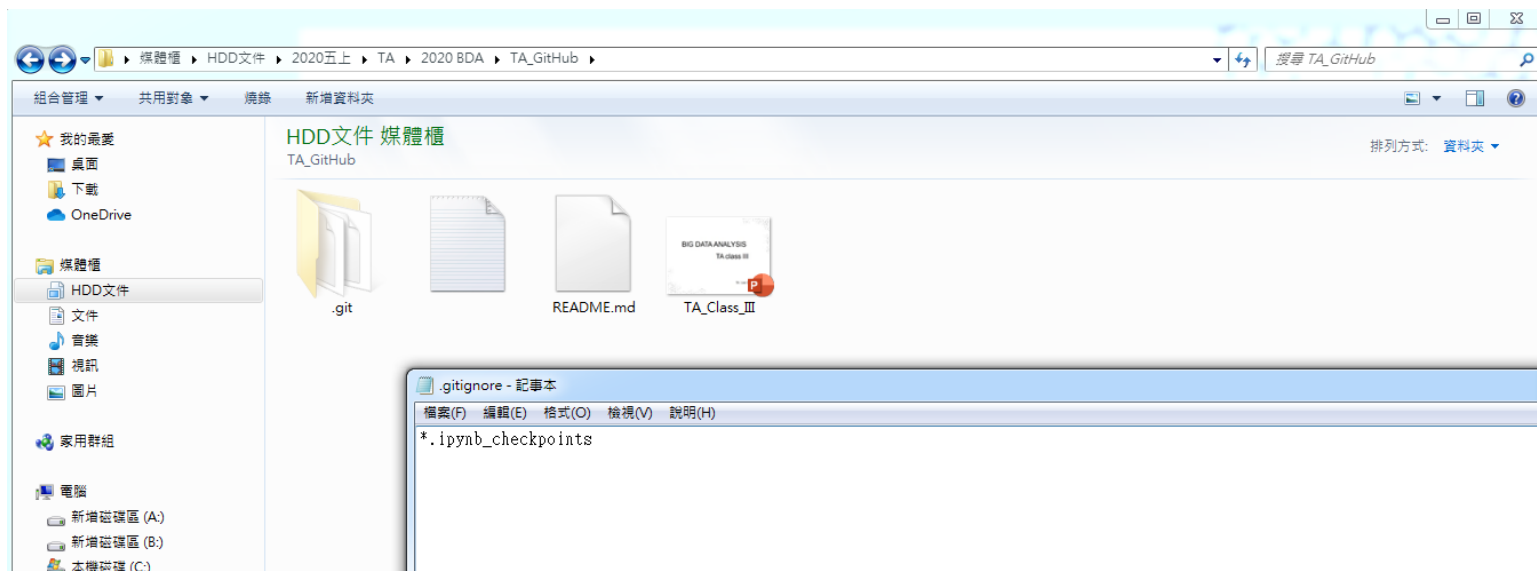 媒體櫃 ▸ HDD文件 ▸ 2020五上 ▸ TA ▸ 2020 BDA ▸ TA_GitHub ▸
搜尋 TA_GitHub
組合管理 ▼ 共用對象 ▼ 燒錄 新增資料夾
我的最愛
桌面
下載
OneDrive
媒體櫃
HDD文件
文件
音樂
視訊
圖片
家用群組
電腦
新增磁碟區 (A:)
新增磁碟區 (B:)
本機磁碟 (C:)
HDD文件 媒體櫃
TA_GitHub
排列方式: 資料夾 ▼
BIG DATA ANALYSIS
TA class III
.git
README.md
TA_Class_III
.gitignore - 記事本
檔案(F) 編輯(E) 格式(O) 檢視(V) 說明(H)
*.ipynb_checkpoints